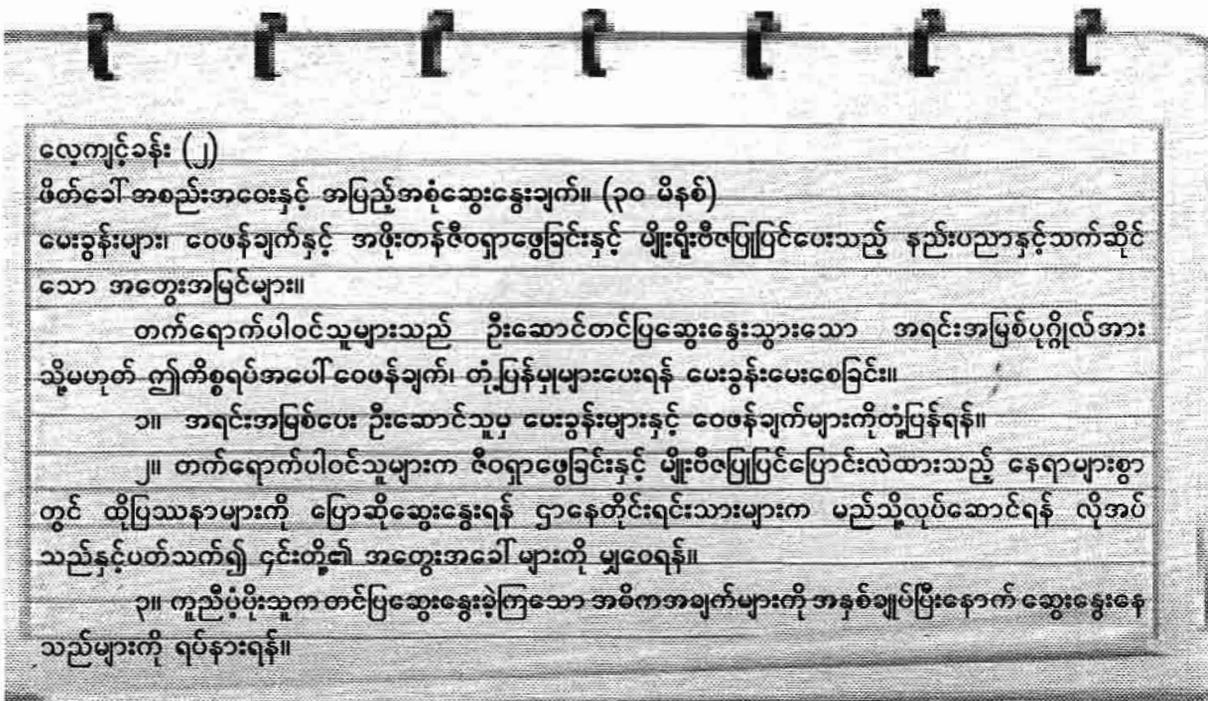 လေ့ကျင့်ခန်း (၂)
ဖိတ်ခေါ် အစည်းအဝေးနှင့် အပြည့်အစုံဆွေးနွေးချက်။ (၃၀ မိနစ်)
မေးခွန်းများ၊ ဝေဖန်ချက်နှင့် အဖိုးတန်ဇီဝရှာဖွေခြင်းနှင့် မျိုးရိုးဗီဇပြုပြင်ပေးသည့် နည်းပညာနှင့်သက်ဆိုင်
သော အတွေးအမြင်များ။
တက်ရောက်ပါဝင်သူများသည် ဦးဆောင်တင်ပြဆွေးနွေးသွားသော အရင်းအမြစ်ပုဂ္ဂိုလ်အား
သို့မဟုတ် ဤကိစ္စရပ်အပေါ် ဝေဖန်ချက်၊ တုံ့ပြန်မှုများပေးရန် မေးခွန်းမေးစေခြင်း။
၁။ အရင်းအမြစ်ပေး ဦးဆောင်သူမှ မေးခွန်းများနှင့် ဝေဖန်ချက်များကိုတုံ့ပြန်ရန်။
၂။ တက်ရောက်ပါဝင်သူများက ဇီဝရှာဖွေခြင်းနှင့် မျိုးဗီဇပြုပြင်ပြောင်းလဲထားသည့် နေရာများစွာ
တွင် ထိုပြဿနာများကို ပြောဆိုဆွေးနွေးရန် ဌာနေတိုင်းရင်းသားများက မည်သို့လုပ်ဆောင်ရန် လိုအပ်
သည်နှင့်ပတ်သက်၍ ၎င်းတို့၏ အတွေးအခေါ် များကို မျှဝေရန်။
၃။ ကူညီပံ့ပိုးသူက တင်ပြဆွေးနွေးခဲ့ကြသော အဓိကအချက်များကို အနှစ်ချုပ်ပြီးနောက် ဆွေးနွေးနေ
သည်များကို ရပ်နားရန်။